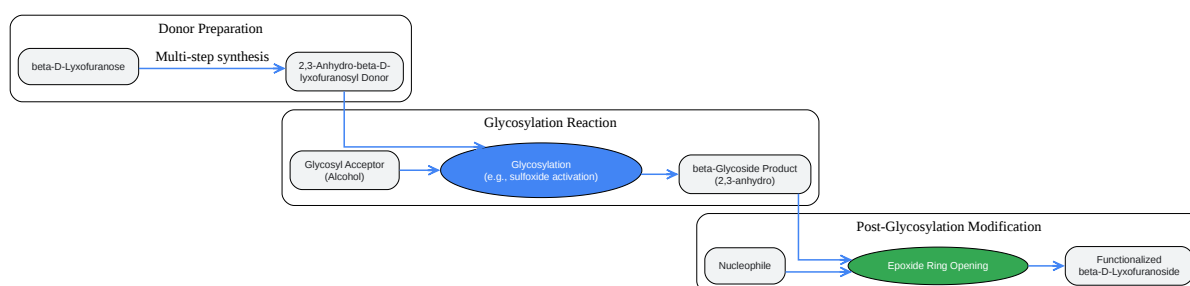 Donor Preparation
beta-D-Lyxofuranose
Multi-step synthesis
2,3-Anhydro-beta-D-
lyxofuranosyl Donor
Glycosylation Reaction
Glycosyl Acceptor
(Alcohol)
Glycosylation
(e.g., sulfoxide activation)
beta-Glycoside Product
(2,3-anhydro)
Post-Glycosylation Modification
Nucleophile
Epoxide Ring Opening
Functionalized
beta-D-Lyxofuranoside